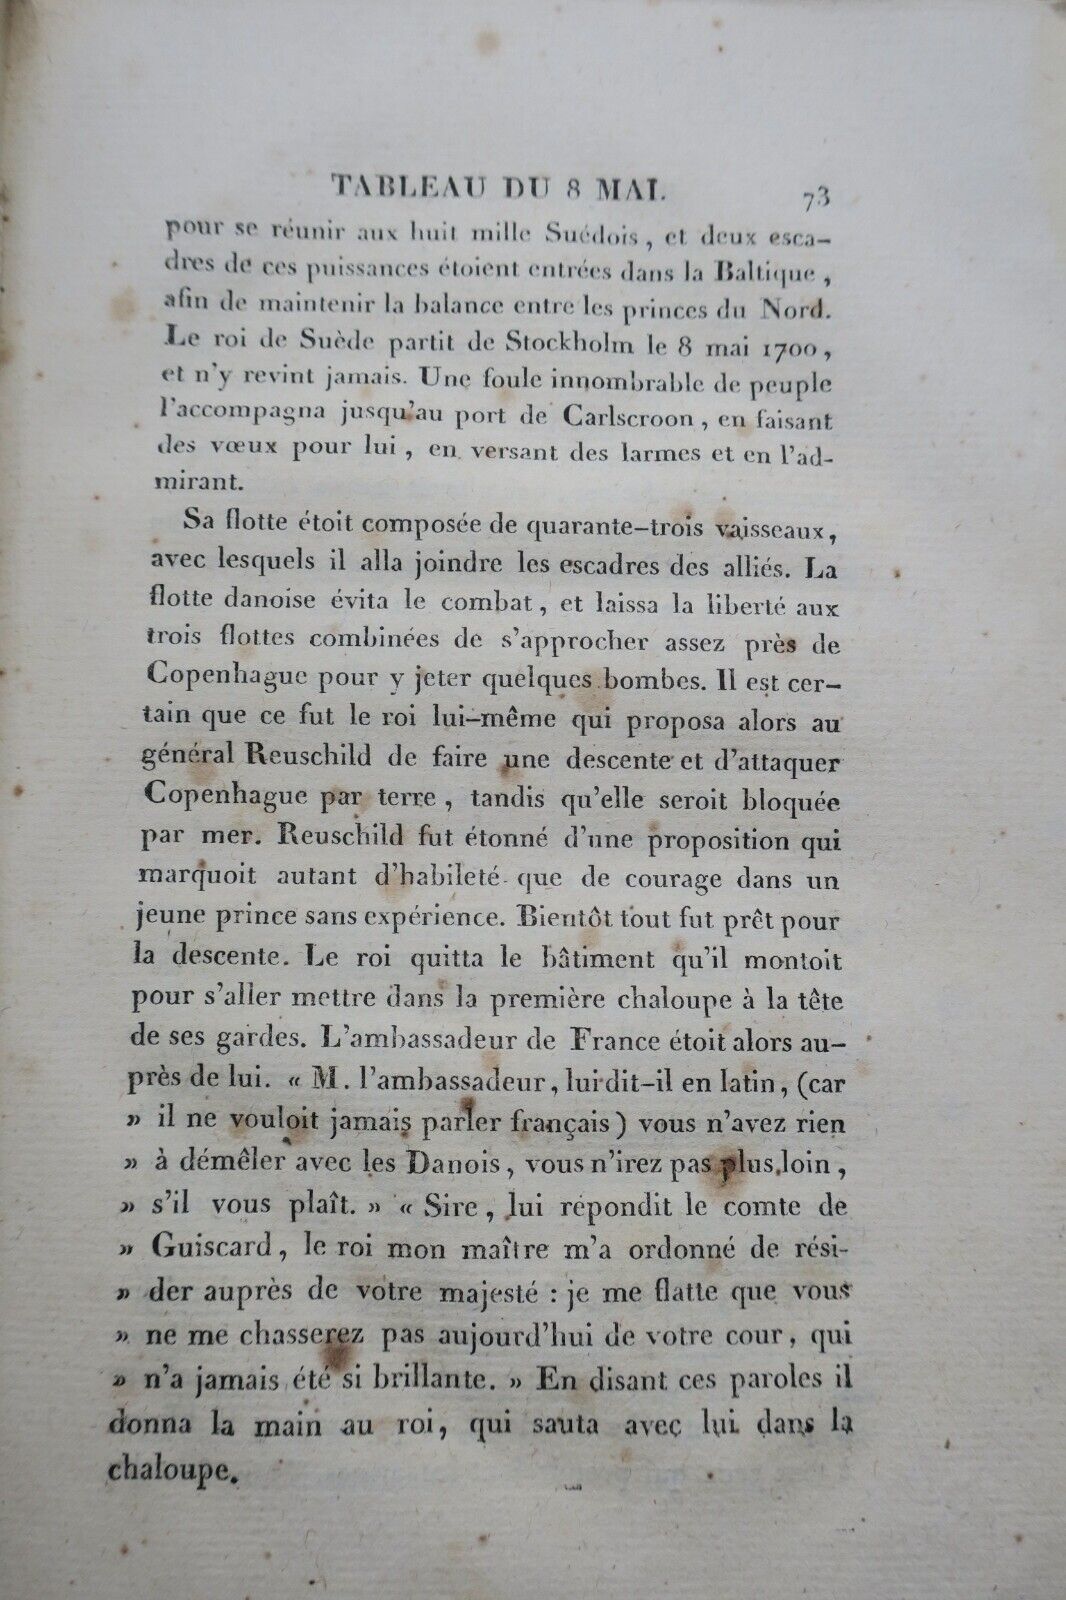 TABLEAU DU 8 MAI. 73
pour se réunir aux huit mille Suédois, et deux esca-
dres de ces puissances étoient entrées dans la Baltique,
afin de maintenir la balance entre les princes du Nord.
Le roi de Suède partit de Stockholm le 8 mai 1700,
et n'y revint jamais. Une foule innombrable de peuple
l'accompagna jusqu'au port de Carlscroon, en faisant
des vœux pour lui, en versant des larmes et en l'ad-
mirant.
Sa flotte étoit composée de quarante-trois vaisseaux,
avec lesquels il alla joindre les escadres des alliés. La
flotte danoise évita le combat, et laissa la liberté aux
trois flottes combinées de s'approcher assez près de
Copenhague pour y jeter quelques bombes. Il est cer-
tain que ce fut le roi lui-même qui proposa alors au
général Reuschild de faire une descente et d'attaquer
Copenhague par terre, tandis qu'elle seroit bloquée
par mer. Reuschild fut étonné d'une proposition qui
marquoit autant d'habileté que de courage dans un
jeune prince sans expérience. Bientôt tout fut prêt pour
la descente. Le roi quitta le bâtiment qu'il montoit
pour s'aller mettre dans la première chaloupe à la tête
de ses gardes. L'ambassadeur de France étoit alors au-
près de lui. « M. l'ambassadeur, lui dit-il en latin, (car
» il ne vouloit jamais parler français) vous n'avez rien
» à démêler avec les Danois, vous n'irez pas plus loin,
» s'il vous plaît. » « Sire, lui répondit le comte de
» Guiscard, le roi mon maître m'a ordonné de rési-
» der auprès de votre majesté : je me flatte que vous
» ne me chasserez pas aujourd'hui de votre cour, qui
» n'a jamais été si brillante. » En disant ces paroles il
donna la main au roi, qui sauta avec lui dans la
chaloupe.